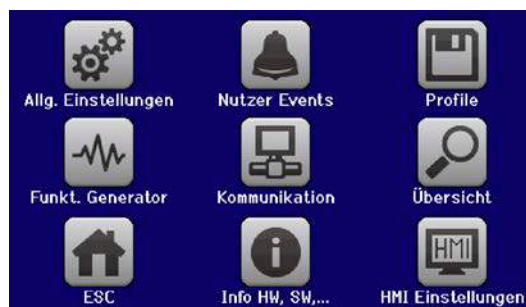 Allg. Einstellungen
Nutzer Events
Profile
Funkt. Generator
Kommunikation
Übersicht
HMI
ESC
Info HW, SW,...
HMI Einstellungen